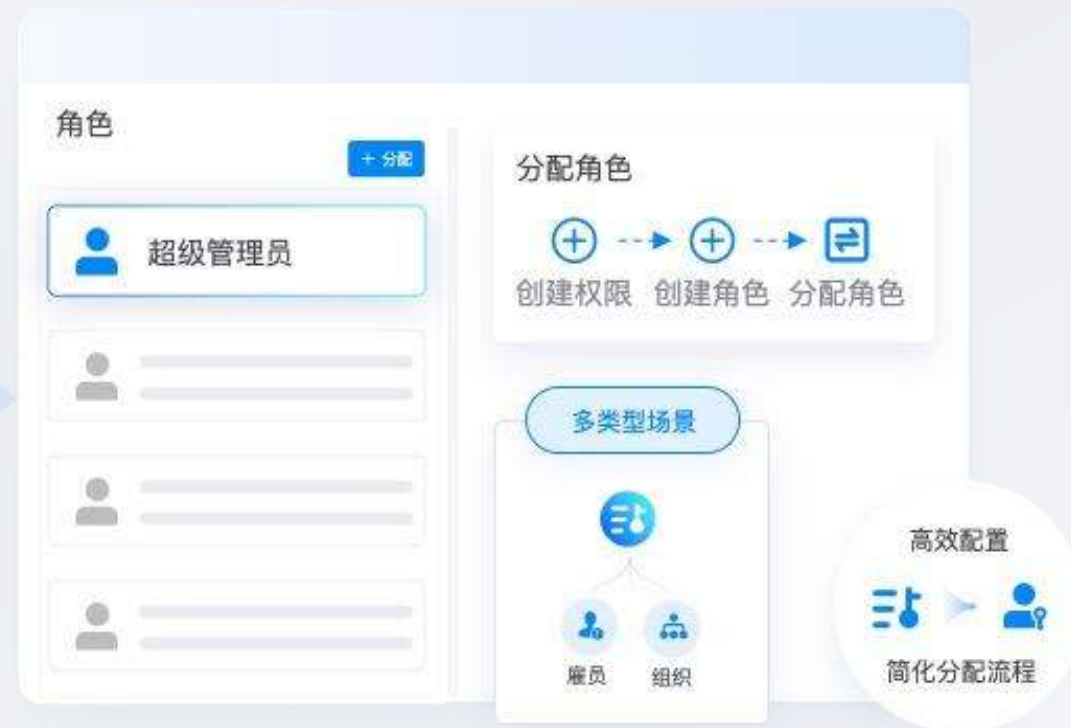 角色
+ 分配
超级管理员
分配角色
创建权限 创建角色 分配角色
多类型场景
雇员 组织
高效配置
简化分配流程